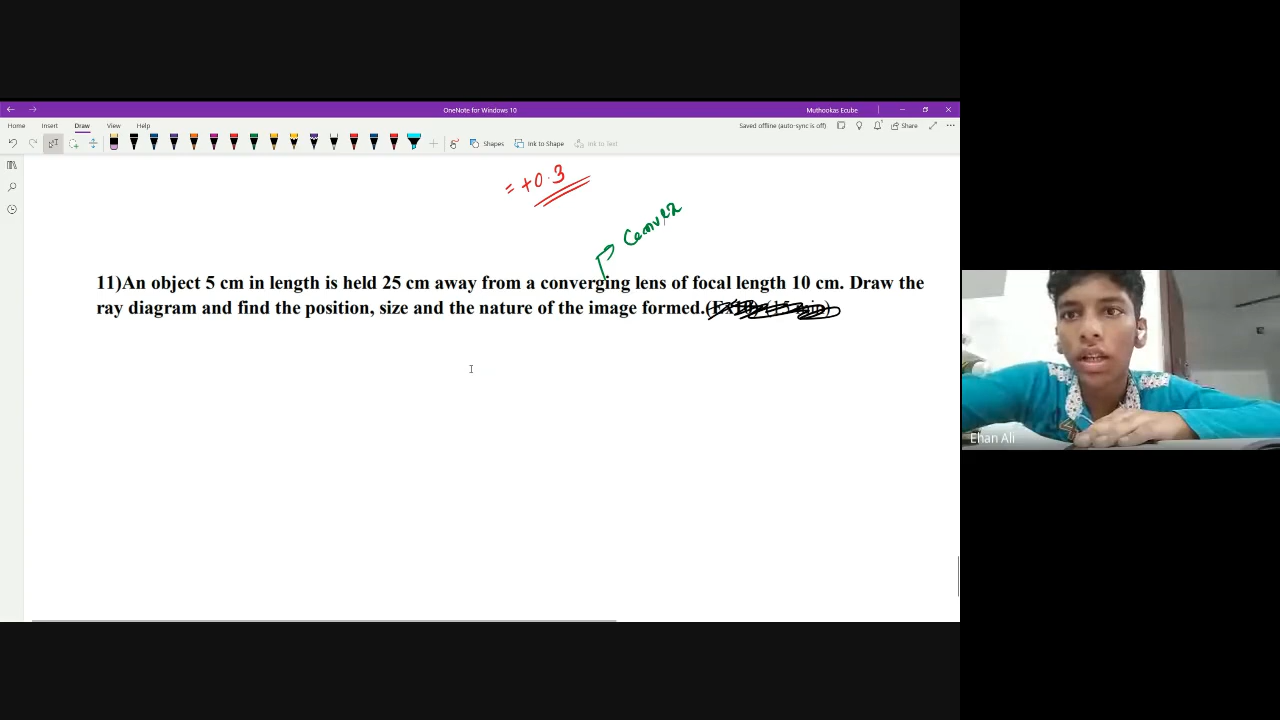 OneNote for Windows 10
Muthookas Ecube
Home Insert Draw View Help
Saved offline (auto-sync is off)
Share
Shapes
Ink to Shape
Ink to Text
= +0.3
Convex
11)An object 5 cm in length is held 25 cm away from a converging lens of focal length 10 cm. Draw the
ray diagram and find the position, size and the nature of the image formed.
Ehan Ali